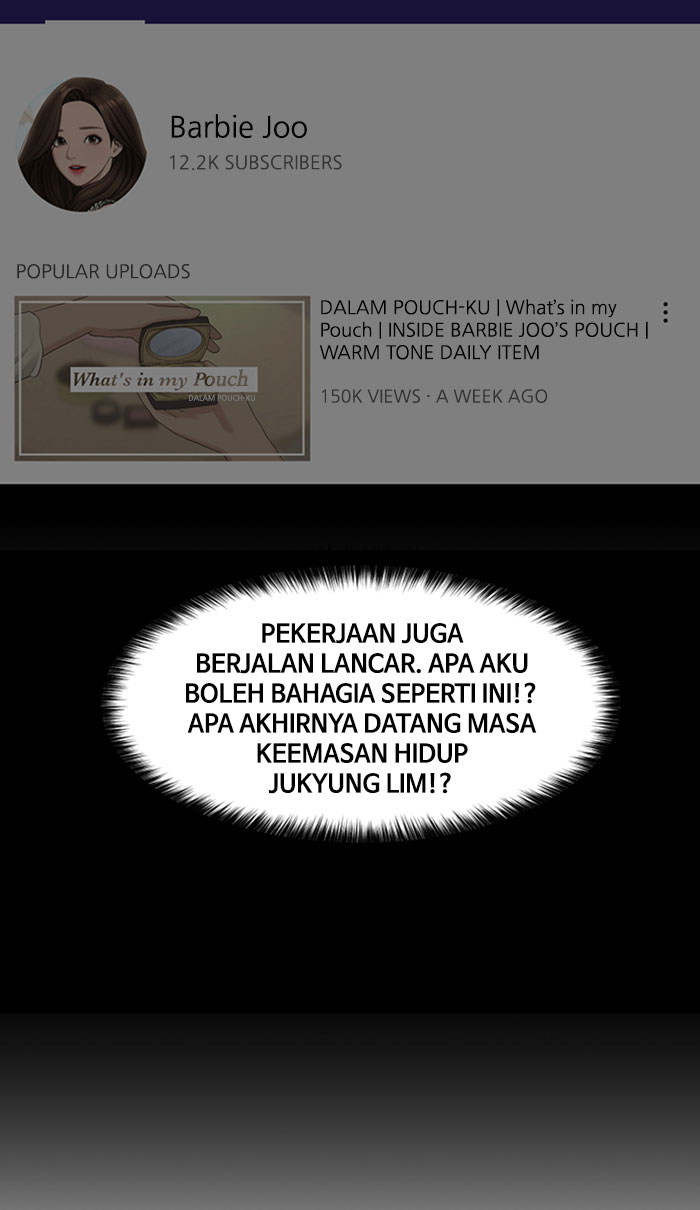 Barbie Joo
12.2K SUBSCRIBERS
POPULAR UPLOADS
What's in my Pouch
DALAM POUCH-KU
DALAM POUCH-KU | What's in my
Pouch | INSIDE BARBIE JOO'S POUCH |
WARM TONE DAILY ITEM
150K VIEWS · A WEEK AGO
PEKERJAAN JUGA
BERJALAN LANCAR. APA AKU
BOLEH BAHAGIA SEPERTI INI!?
APA AKHIRNYA DATANG MASA
KEEMASAN HIDUP
JUKYUNG LIM!?